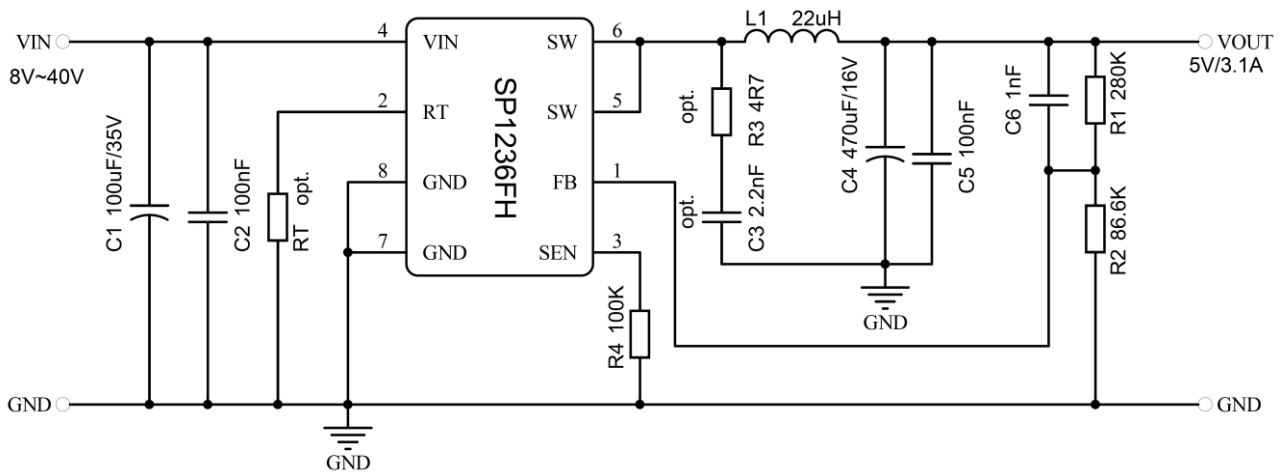 VIN
8V~40V
C1 100uF/35V
C2 100nF
RT opt.
4
2
8
7
VIN
RT
GND
GND
SP1236FH
SW
SW
FB
SEN
6
5
1
3
R4 100K
L1 22uH
opt.
R3 4R7
opt.
C3 2.2nF
C4 470uF/16V
C5 100nF
C6 1nF
R1 280K
R2 86.6K
VOUT
5V/3.1A
GND
GND
GND
GND